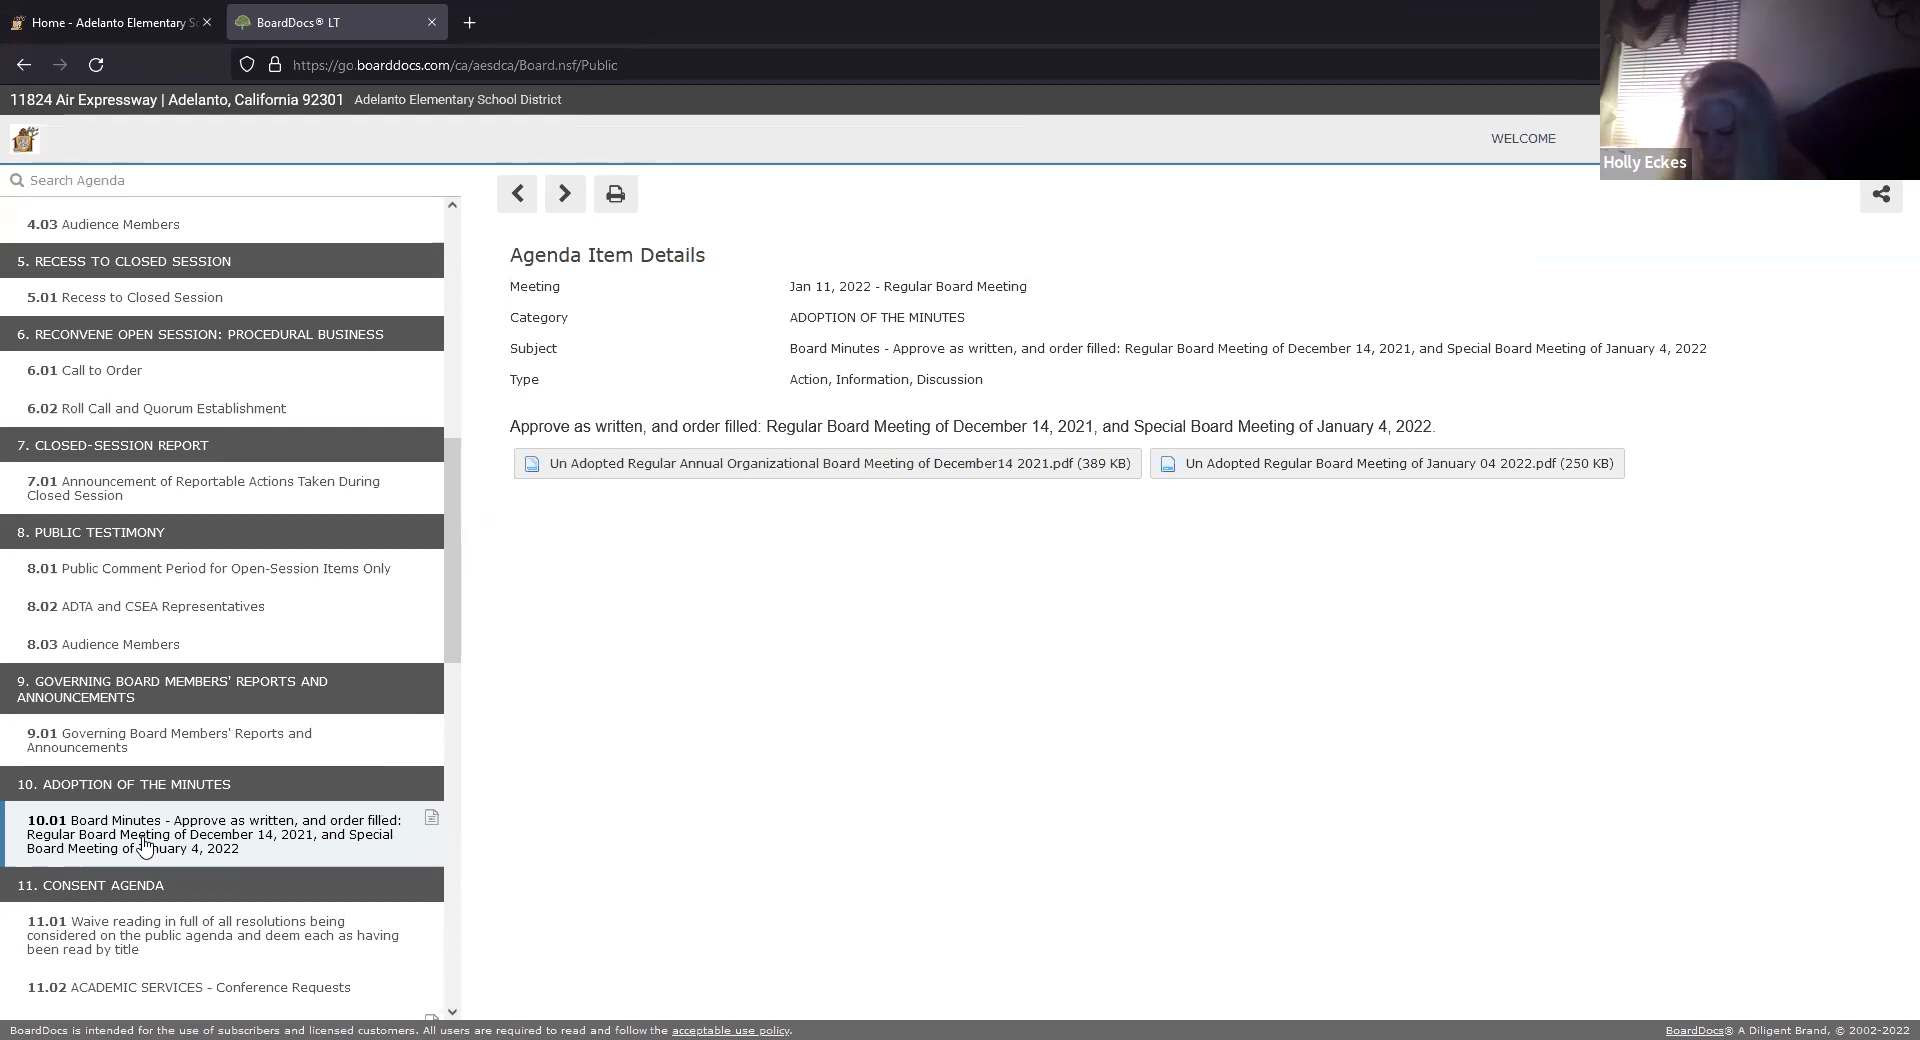 Home - Adelanto Elementary Sc
BoardDocs® LT
https://go.boarddocs.com/ca/aesdca/Board.nsf/Public
11824 Air Expressway | Adelanto, California 92301 Adelanto Elementary School District
WELCOME
Holly Eckes
Search Agenda
4.03 Audience Members
5. RECESS TO CLOSED SESSION
5.01 Recess to Closed Session
6. RECONVENE OPEN SESSION: PROCEDURAL BUSINESS
6.01 Call to Order
6.02 Roll Call and Quorum Establishment
7. CLOSED-SESSION REPORT
7.01 Announcement of Reportable Actions Taken During
Closed Session
8. PUBLIC TESTIMONY
8.01 Public Comment Period for Open-Session Items Only
8.02 ADTA and CSEA Representatives
8.03 Audience Members
9. GOVERNING BOARD MEMBERS' REPORTS AND
ANNOUNCEMENTS
9.01 Governing Board Members' Reports and
Announcements
10. ADOPTION OF THE MINUTES
10.01 Board Minutes - Approve as written, and order filled:
Regular Board Meeting of December 14, 2021, and Special
Board Meeting of January 4, 2022
11. CONSENT AGENDA
11.01 Waive reading in full of all resolutions being
considered on the public agenda and deem each as having
been read by title
11.02 ACADEMIC SERVICES - Conference Requests
Agenda Item Details
Meeting Jan 11, 2022 - Regular Board Meeting
Category ADOPTION OF THE MINUTES
Subject Board Minutes - Approve as written, and order filled: Regular Board Meeting of December 14, 2021, and Special Board Meeting of January 4, 2022
Type Action, Information, Discussion
Approve as written, and order filled: Regular Board Meeting of December 14, 2021, and Special Board Meeting of January 4, 2022.
Un Adopted Regular Annual Organizational Board Meeting of December14 2021.pdf (389 KB) Un Adopted Regular Board Meeting of January 04 2022.pdf (250 KB)
BoardDocs is intended for the use of subscribers and licensed customers. All users are required to read and follow the acceptable use policy. BoardDocs® A Diligent Brand, © 2002-2022